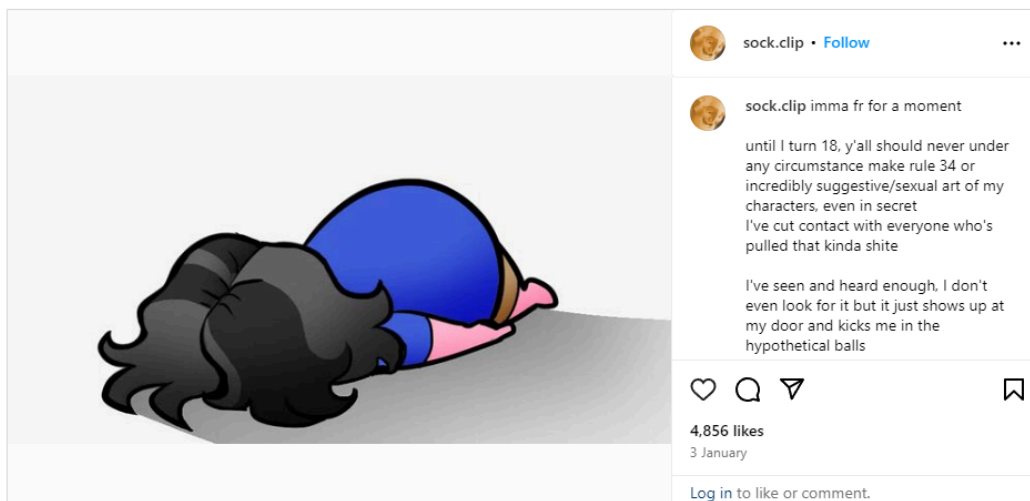 sock.clip • Follow
sock.clip imma fr for a moment
until I turn 18, y'all should never under
any circumstance make rule 34 or
incredibly suggestive/sexual art of my
characters, even in secret
I've cut contact with everyone who's
pulled that kinda shite
I've seen and heard enough, I don't
even look for it but it just shows up at
my door and kicks me in the
hypothetical balls
4,856 likes
3 January
Log in to like or comment.